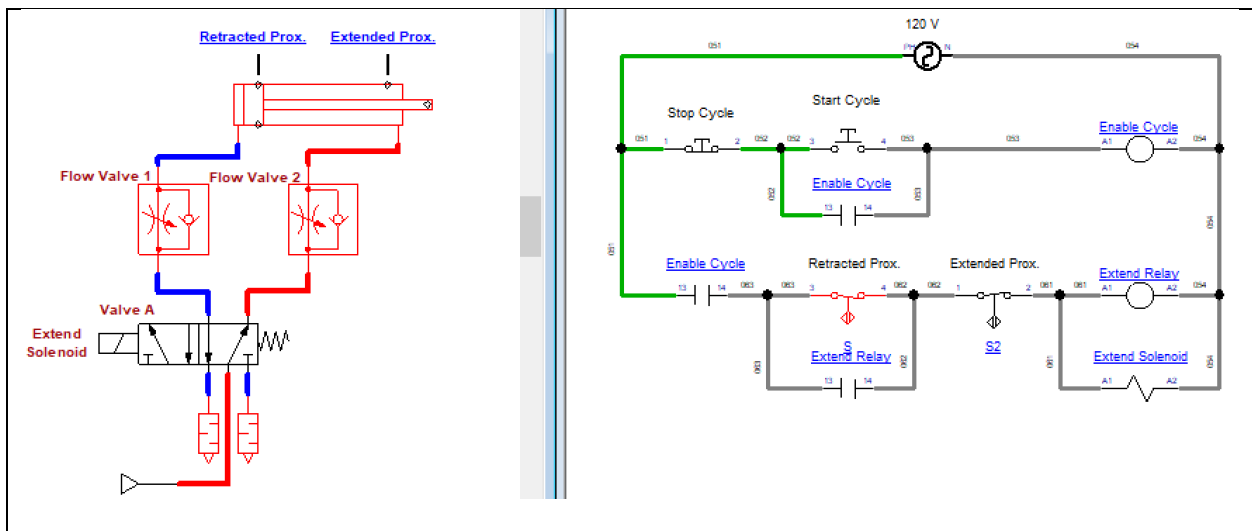 Retracted Prox. Extended Prox.
Flow Valve 1 Flow Valve 2
Valve A
Extend
Solenoid
120 V
051 PH N 054
Stop Cycle Start Cycle Enable Cycle
051 1 2 052 052 3 4 053 053 A1 A2 054
Enable Cycle
052 13 14 053
051 054
Enable Cycle Retracted Prox. Extended Prox. Extend Relay
13 14 063 063 3 4 062 062 1 2 061 061 A1 A2 054
S S2
Extend Relay Extend Solenoid
063 13 14 062 061 A1 A2 054